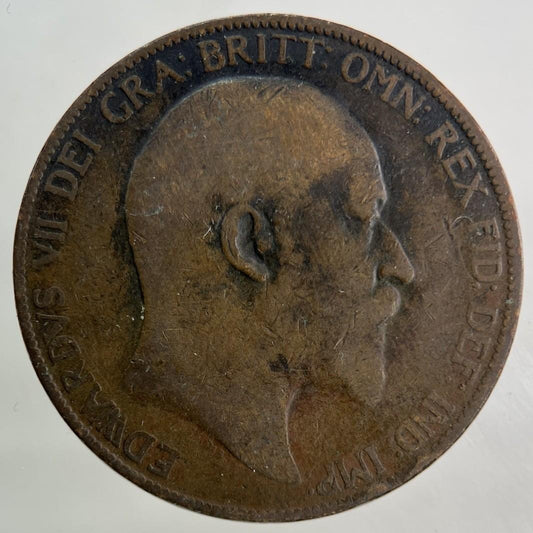 EDWARDVS VII DEI GRA: BRITT: OMN: REX FID: DEF: IND: IMP: